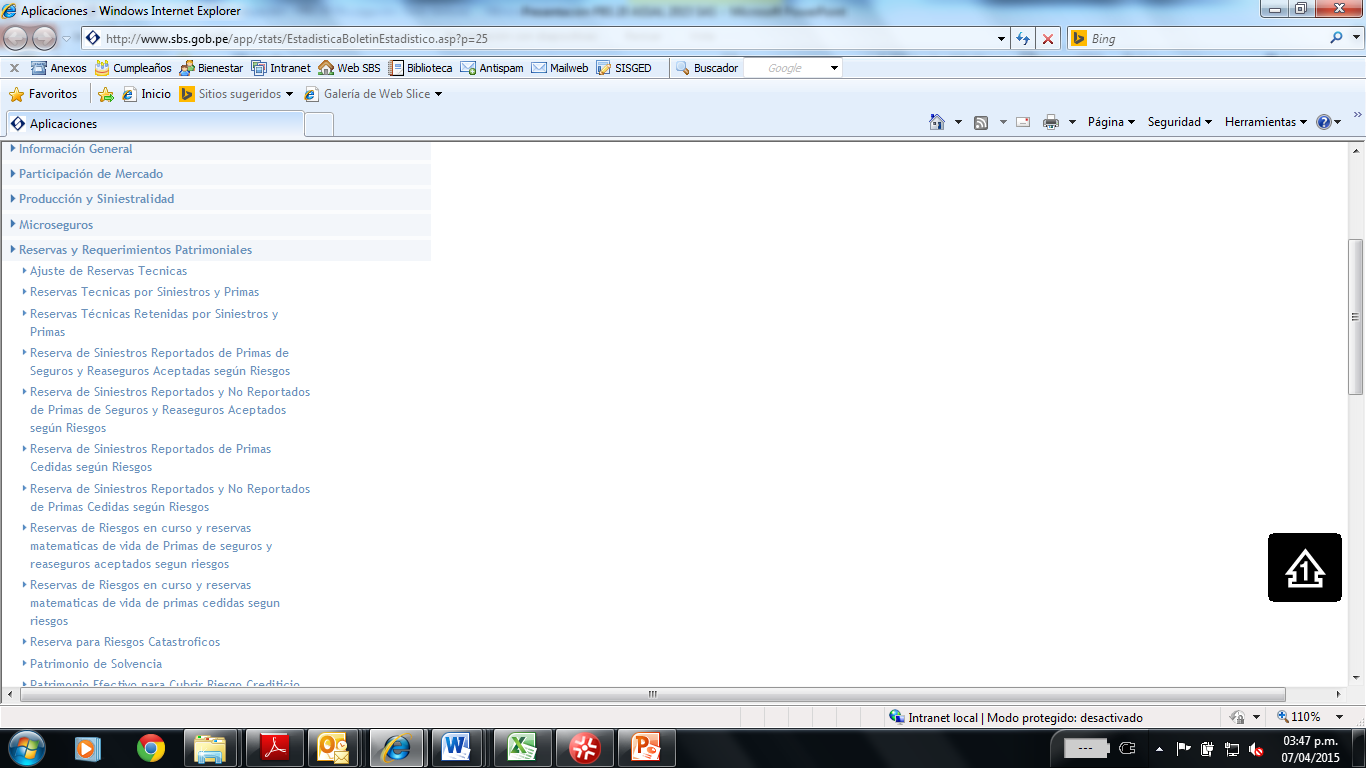 Aplicaciones - Windows Internet Explorer
http://www.sbs.gob.pe/app/stats/EstadisticaBoletinEstadistico.asp?p=25
Bing
Anexos Cumpleaños Bienestar Intranet Web SBS Biblioteca Antispam Mailweb SISGED Buscador Google
Favoritos Inicio Sitios sugeridos Galería de Web Slice
Aplicaciones Página Seguridad Herramientas
Información General
Participación de Mercado
Producción y Siniestralidad
Microseguros
Reservas y Requerimientos Patrimoniales
Ajuste de Reservas Tecnicas
Reservas Tecnicas por Siniestros y Primas
Reservas Técnicas Retenidas por Siniestros y
Primas
Reserva de Siniestros Reportados de Primas de
Seguros y Reaseguros Aceptadas según Riesgos
Reserva de Siniestros Reportados y No Reportados
de Primas de Seguros y Reaseguros Aceptados
según Riesgos
Reserva de Siniestros Reportados de Primas
Cedidas según Riesgos
Reserva de Siniestros Reportados y No Reportados
de Primas Cedidas según Riesgos
Reservas de Riesgos en curso y reservas
matematicas de vida de Primas de seguros y
reaseguros aceptados segun riesgos
Reservas de Riesgos en curso y reservas
matematicas de vida de primas cedidas segun
riesgos
Reserva para Riesgos Catastroficos
Patrimonio de Solvencia
Patrimonio Efectivo para Cubrir Riesgo Crediticio
1
Intranet local | Modo protegido: desactivado
110%
03:47 p.m.
07/04/2015